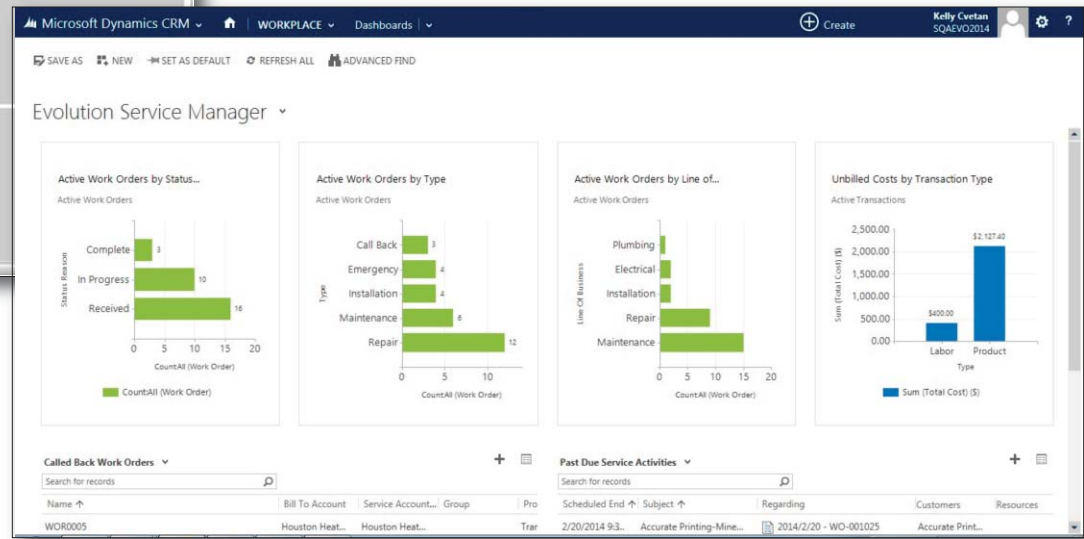 Microsoft Dynamics CRM WORKPLACE Dashboards Create Kelly Cvetan ?
SQAEVO2014
SAVE AS NEW SET AS DEFAULT REFRESH ALL ADVANCED FIND
Evolution Service Manager
Active Work Orders by Status...
Active Work Orders
Status Reason
Complete 3
In Progress 10
Received 16
0 5 10 15 20
CountAll (Work Order)
CountAll (Work Order)
Active Work Orders by Type
Active Work Orders
Type
Call Back 3
Emergency 4
Installation 4
Maintenance 6
Repair 12
0 5 10
CountAll (Work Order)
Active Work Orders by Line of...
Active Work Orders
Line Of Business
Plumbing
Electrical
Installation
Repair
Maintenance
0 5 10 15 20
CountAll (Work Order)
Unbilled Costs by Transaction Type
Active Transactions
Sum (Total Cost) ($)
2,500.00
2,000.00
1,500.00
1,000.00
500.00
0.00
$400.00
$2,127.40
Labor Product
Type
Sum (Total Cost) ($)
Called Back Work Orders
Search for records
Name Bill To Account Service Account... Group Pro
WOR0005 Houston Heat... Houston Heat... Trar
Past Due Service Activities
Search for records
Scheduled End Subject Regarding Customers Resources
2/20/2014 9:3... Accurate Printing-Mine... 2014/2/20 - WO-001025 Accurate Print...